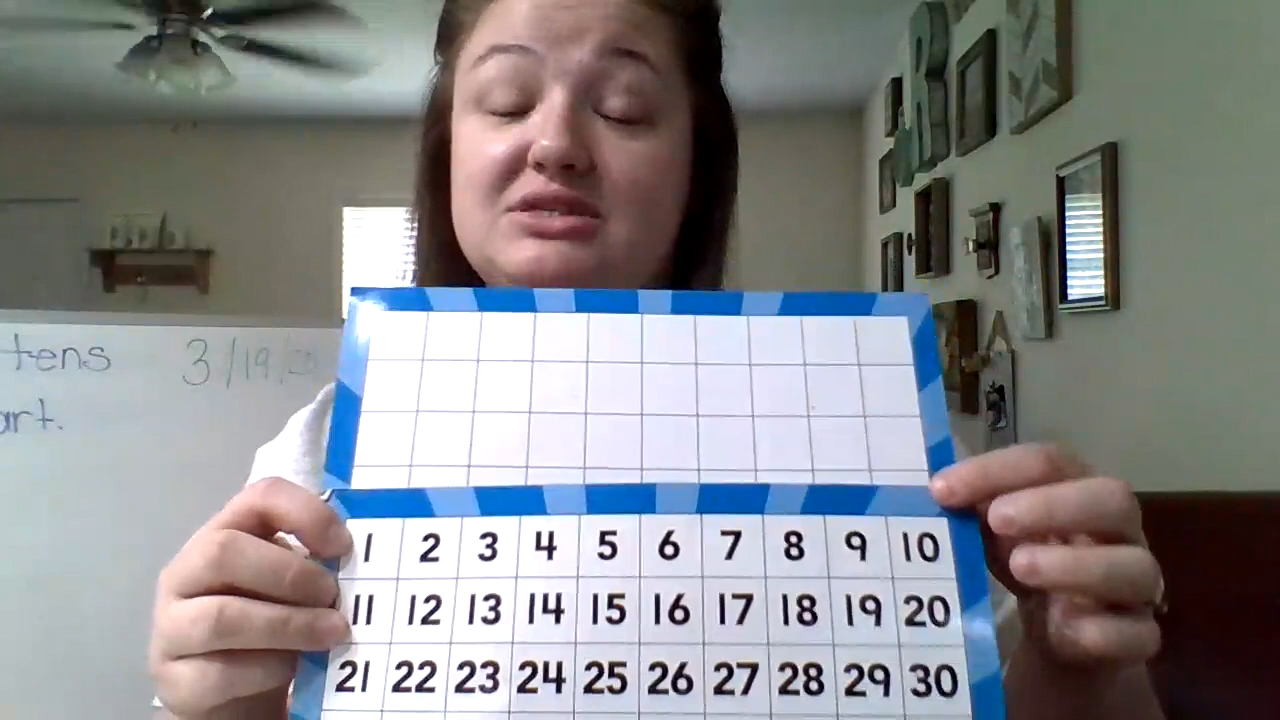 R
tens 3/19/20
art.
1 2 3 4 5 6 7 8 9 10
11 12 13 14 15 16 17 18 19 20
21 22 23 24 25 26 27 28 29 30